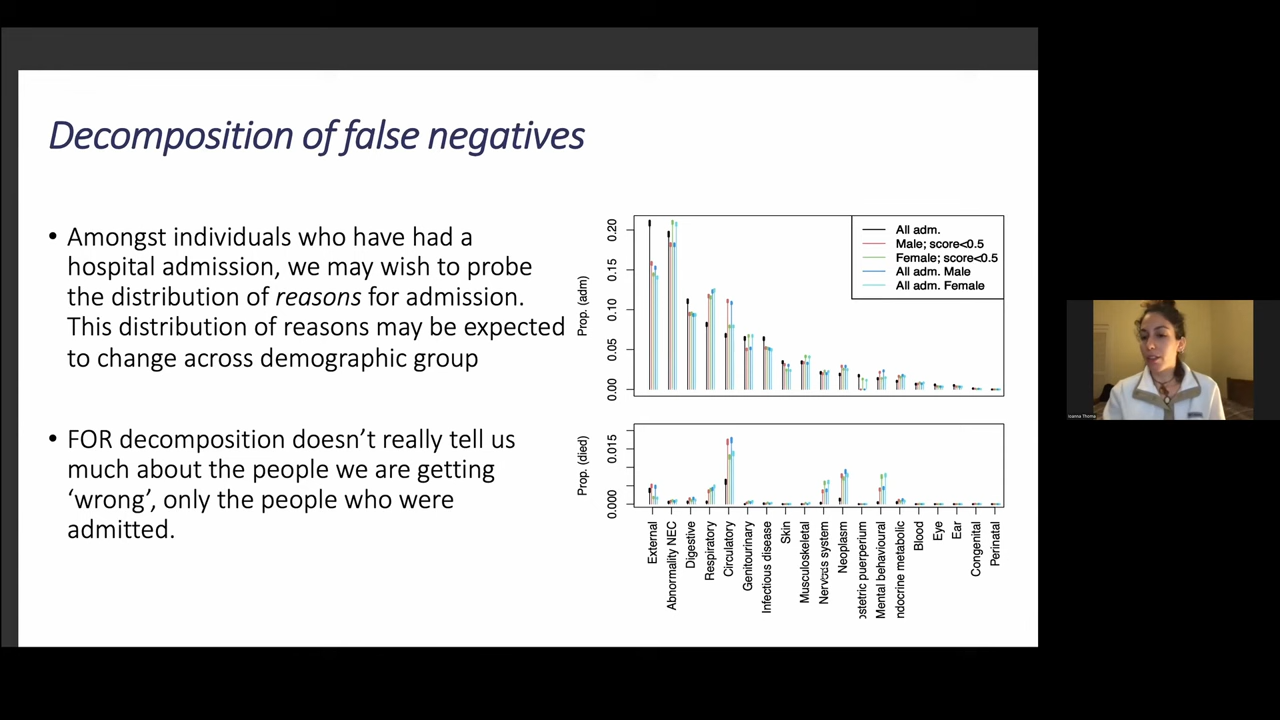 Decomposition of false negatives
• Amongst individuals who have had a
hospital admission, we may wish to probe
the distribution of reasons for admission.
This distribution of reasons may be expected
to change across demographic group
• FOR decomposition doesn't really tell us
much about the people we are getting
'wrong', only the people who were
admitted.
Prop. (adm)
0.20
0.15
0.10
0.05
0.00
All adm.
Male; score<0.5
Female; score<0.5
All adm. Male
All adm. Female
Prop. (died)
0.015
0.000
External
Abnormality NEC
Digestive
Respiratory
Circulatory
Genitourinary
Infectious disease
Skin
Musculoskeletal
Nervous system
Neoplasm
ostetric puerperium
Mental behavioural
ndocrine metabolic
Blood
Eye
Ear
Congenital
Perinatal